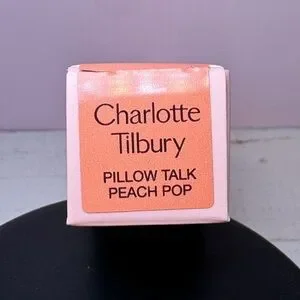 Charlotte
Tilbury
PILLOW TALK
PEACH POP